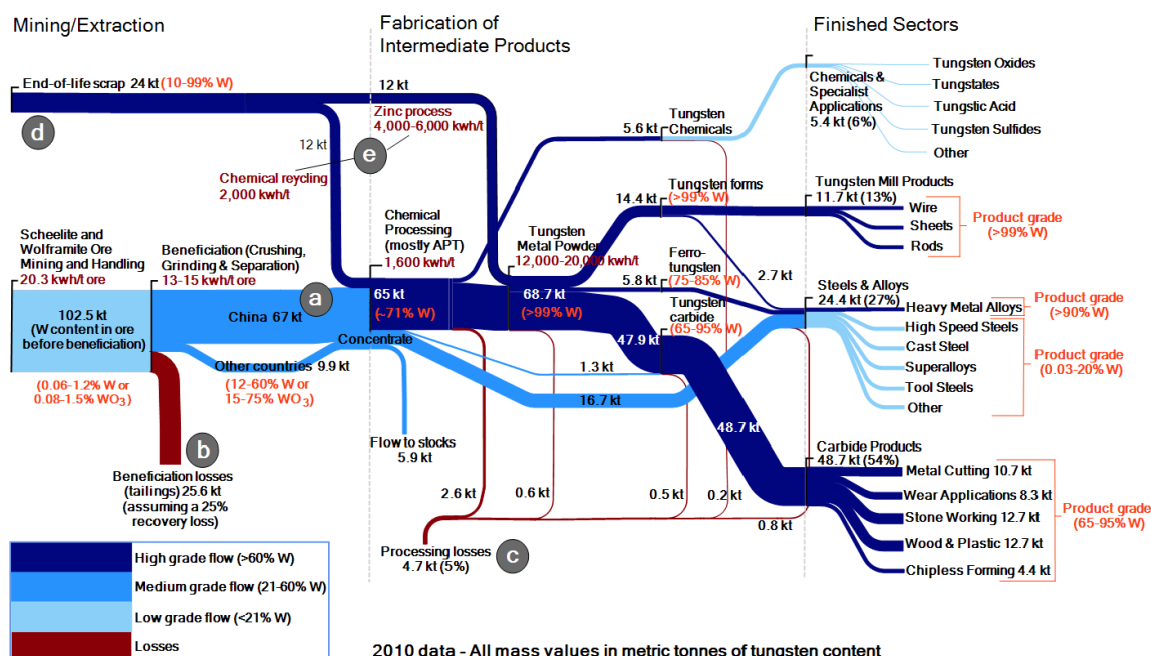 Mining/Extraction
Fabrication of
Intermediate Products
Finished Sectors
End-of-life scrap 24 kt (10-99% W)
d
12 kt
Zinc process
4,000-6,000 kwh/t
e
12 kt
Chemical reycling
2,000 kwh/t
5.6 kt
Tungsten
Chemicals
Chemicals &
Specialist
Applications
5.4 kt (6%)
Tungsten Oxides
Tungstates
Tungstic Acid
Tungsten Sulfides
Other
Scheelite and
Wolframite Ore
Mining and Handling
20.3 kwh/t ore
Beneficiation (Crushing,
Grinding & Separation)
13-15 kwh/t ore
a
Chemical
Processing
(mostly APT)
1,600 kwh/t
Tungsten
Metal Powder
12,000-20,000 kwh/t
14.4 kt
Tungsten forms
(>99% W)
Tungsten Mill Products
11.7 kt (13%)
Wire
Sheets
Rods
Product grade
(>99% W)
102.5 kt
(W content in ore
before beneficiation)
China 67 kt
65 kt
(~71% W)
68.7 kt
(>99% W)
5.8 kt
Ferro-
tungsten
(75-85% W)
2.7 kt
Steels & Alloys
24.4 kt (27%)
Heavy Metal Alloys
High Speed Steels
Cast Steel
Superalloys
Tool Steels
Other
Product grade
(>90% W)
Product grade
(0.03-20% W)
Concentrate
Other countries 9.9 kt
(0.06-1.2% W or
0.08-1.5% WO3)
(12-60% W or
15-75% WO3)
47.9 kt
Tungsten
carbide
(65-95% W)
1.3 kt
16.7 kt
48.7 kt
b
Beneficiation losses
(tailings) 25.6 kt
(assuming a 25%
recovery loss)
Flow to stocks
5.9 kt
2.6 kt
0.6 kt
0.5 kt
0.2 kt
0.8 kt
Processing losses
4.7 kt (5%)
c
Carbide Products
48.7 kt (54%)
Metal Cutting 10.7 kt
Wear Applications 8.3 kt
Stone Working 12.7 kt
Wood & Plastic 12.7 kt
Chipless Forming 4.4 kt
Product grade
(65-95% W)
High grade flow (>60% W)
Medium grade flow (21-60% W)
Low grade flow (<21% W)
Losses
2010 data - All mass values in metric tonnes of tungsten content